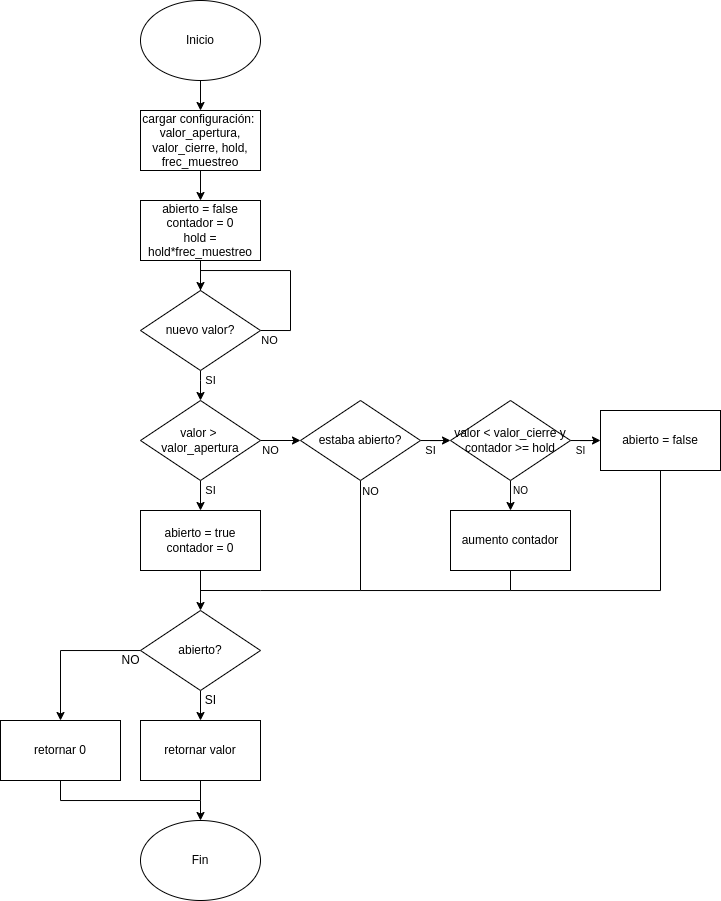 Inicio
cargar configuración:
valor_apertura,
valor_cierre, hold,
frec_muestreo
abierto = false
contador = 0
hold =
hold*frec_muestreo
nuevo valor?
NO
SI
valor >
valor_apertura
NO
estaba abierto?
SI
valor < valor_cierre y
contador >= hold
SI
abierto = false
SI
NO
NO
abierto = true
contador = 0
aumento contador
abierto?
NO
SI
retornar 0
retornar valor
Fin